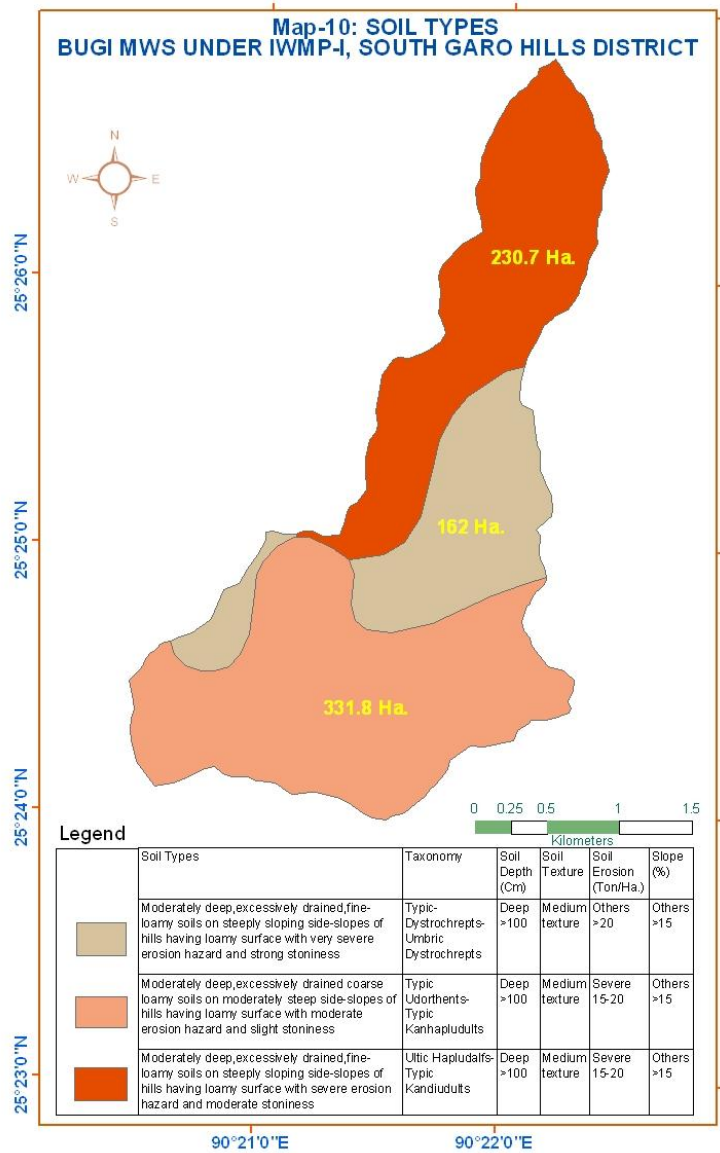 Map-10: SOIL TYPES
BUGI MWS UNDER IWMP-I, SOUTH GARO HILLS DISTRICT
N
W E
S
230.7 Ha.
25°26'0"N
162 Ha.
25°25'0"N
331.8 Ha.
25°24'0"N
0 0.25 0.5 1 1.5
Kilometers
Legend
Soil Types
Taxonomy
Soil
Depth
(Cm)
Soil
Texture
Soil
Erosion
(Ton/Ha.)
Slope
(%)
Moderately deep,excessively drained,fine-
loamy soils on steeply sloping side-slopes of
hills having loamy surface with very severe
erosion hazard and strong stoniness
Typic-
Dystrochrepts-
Umbric
Dystrochrepts
Deep
>100
Medium
texture
Others
>20
Others
>15
Moderately deep,excessively drained coarse
loamy soils on moderately steep side-slopes of
hills having loamy surface with moderate
erosion hazard and slight stoniness
Typic
Udorthents-
Typic
Kanhapludults
Deep
>100
Medium
texture
Severe
15-20
Others
>15
Moderately deep,excessively drained,fine-
loamy soils on steeply sloping side-slopes of
hills having loamy surface with severe erosion
hazard and moderate stoniness
Ultic Hapludalfs-
Typic
Kandiudults
Deep
>100
Medium
texture
Severe
15-20
Others
>15
25°23'0"N
90°21'0"E 90°22'0"E